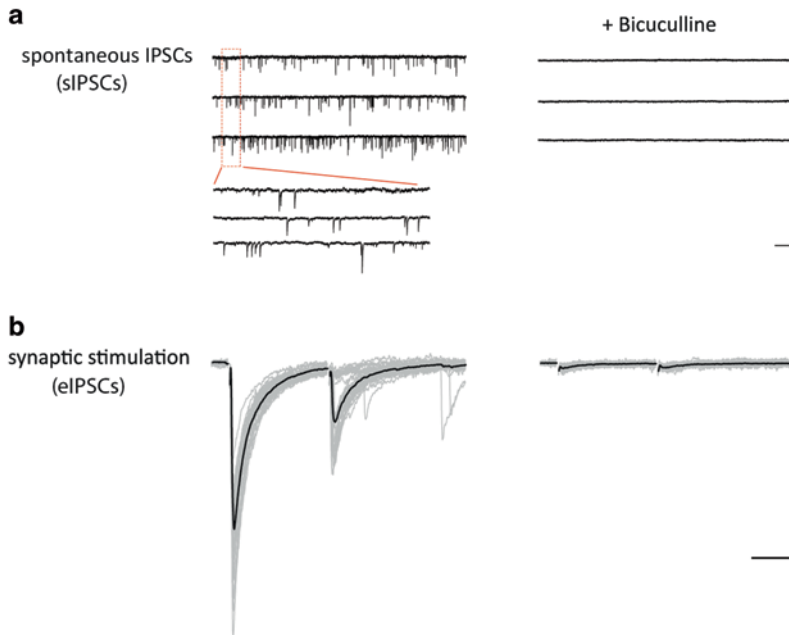 a
+ Bicuculline
spontaneous IPSCs
(sIPSCs)
b
synaptic stimulation
(eIPSCs)